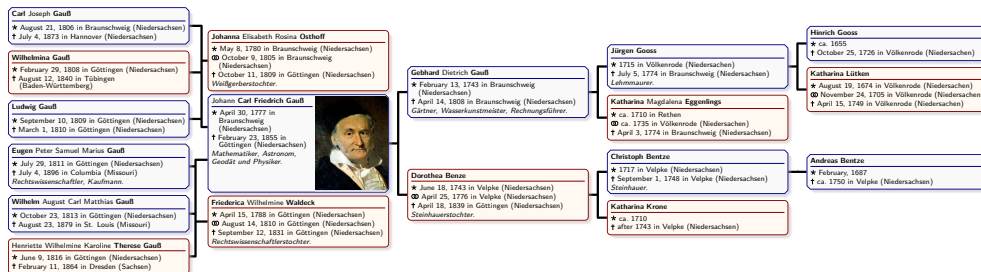 Carl Joseph Gauß
★ August 21, 1806 in Braunschweig (Niedersachsen)
† July 4, 1873 in Hannover (Niedersachsen)
Wilhelmina Gauß
★ February 29, 1808 in Göttingen (Niedersachsen)
† August 12, 1840 in Tübingen
(Baden-Württemberg)
Ludwig Gauß
★ September 10, 1809 in Göttingen (Niedersachsen)
† March 1, 1810 in Göttingen (Niedersachsen)
Eugen Peter Samuel Marius Gauß
★ July 29, 1811 in Göttingen (Niedersachsen)
† July 4, 1896 in Columbia (Missouri)
Rechtswissenschaftler, Kaufmann.
Wilhelm August Carl Matthias Gauß
★ October 23, 1813 in Göttingen (Niedersachsen)
† August 23, 1879 in St. Louis (Missouri)
Henriette Wilhelmine Karoline Therese Gauß
★ June 9, 1816 in Göttingen (Niedersachsen)
† February 11, 1864 in Dresden (Sachsen)
Johanna Elisabeth Rosina Osthoff
★ May 8, 1780 in Braunschweig (Niedersachsen)
⚭ October 9, 1805 in Braunschweig
(Niedersachsen)
† October 11, 1809 in Göttingen (Niedersachsen)
Weißgerberstochter.
Johann Carl Friedrich Gauß
★ April 30, 1777 in
Braunschweig
(Niedersachsen)
† February 23, 1855 in
Göttingen (Niedersachsen)
Mathematiker, Astronom,
Geodät und Physiker.
Friederica Wilhelmine Waldeck
★ April 15, 1788 in Göttingen (Niedersachsen)
⚭ August 14, 1810 in Göttingen (Niedersachsen)
† September 12, 1831 in Göttingen (Niedersachsen)
Rechtswissenschaftlerstochter.
Gebhard Dietrich Gauß
★ February 13, 1743 in Braunschweig
(Niedersachsen)
† April 14, 1808 in Braunschweig (Niedersachsen)
Gärtner, Wasserkunstmeister, Rechnungsführer.
Dorothea Benze
★ June 18, 1743 in Velpke (Niedersachsen)
⚭ April 25, 1776 in Velpke (Niedersachsen)
† April 18, 1839 in Göttingen (Niedersachsen)
Steinhauerstochter.
Jürgen Gooss
★ 1715 in Völkenrode (Niedersachsen)
† July 5, 1774 in Braunschweig (Niedersachsen)
Lehmmaurer.
Katharina Magdalena Eggenlings
★ ca. 1710 in Rethen
⚭ ca. 1735 in Völkenrode (Niedersachsen)
† April 3, 1774 in Braunschweig (Niedersachsen)
Christoph Bentze
★ 1717 in Velpke (Niedersachsen)
† September 1, 1748 in Velpke (Niedersachsen)
Steinhauer.
Katharina Krone
★ ca. 1710
† after 1743 in Velpke (Niedersachsen)
Hinrich Gooss
★ ca. 1655
† October 25, 1726 in Völkenrode (Niedersachsen)
Katharina Lütken
★ August 19, 1674 in Völkenrode (Niedersachsen)
⚭ November 24, 1705 in Völkenrode (Niedersachsen)
† April 15, 1749 in Völkenrode (Niedersachsen)
Andreas Bentze
★ February, 1687
† ca. 1750 in Velpke (Niedersachsen)